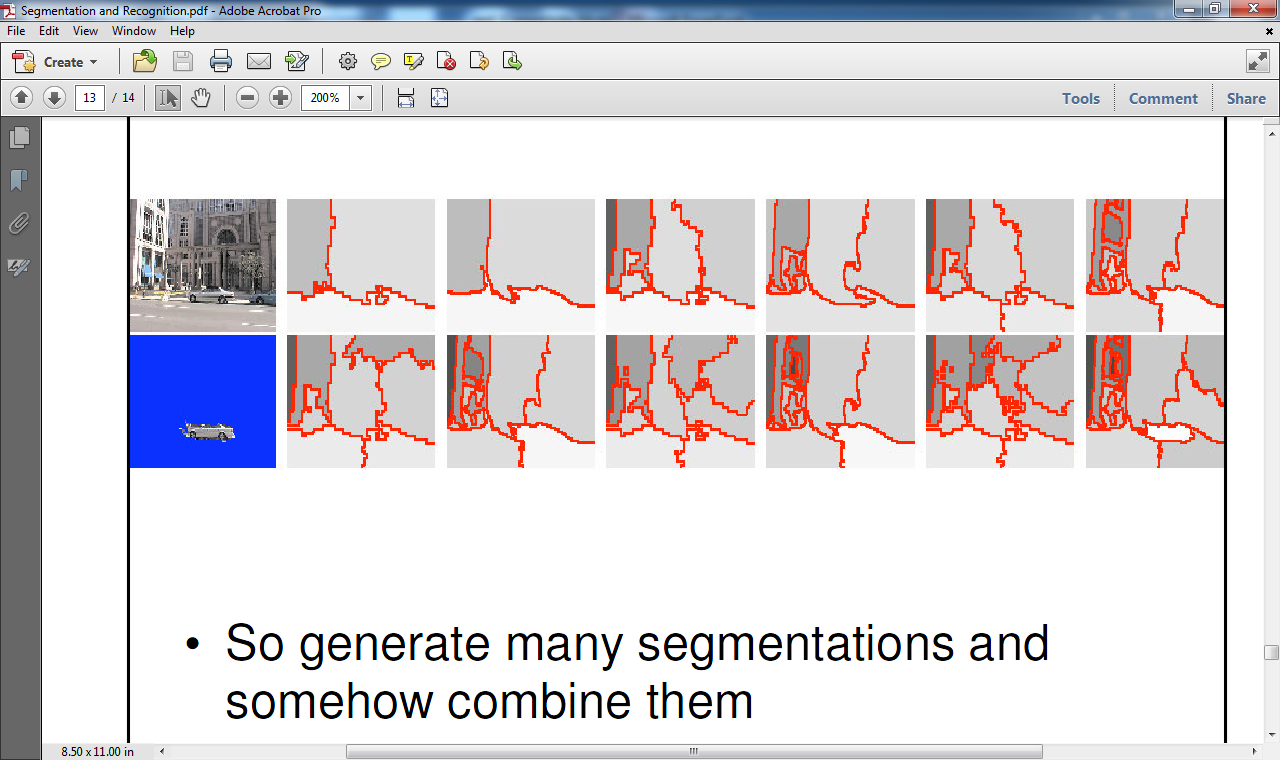 Segmentation and Recognition.pdf - Adobe Acrobat Pro
File Edit View Window Help
Create
13 / 14 200% Tools Comment Share
• So generate many segmentations and
somehow combine them
8.50 x 11.00 in